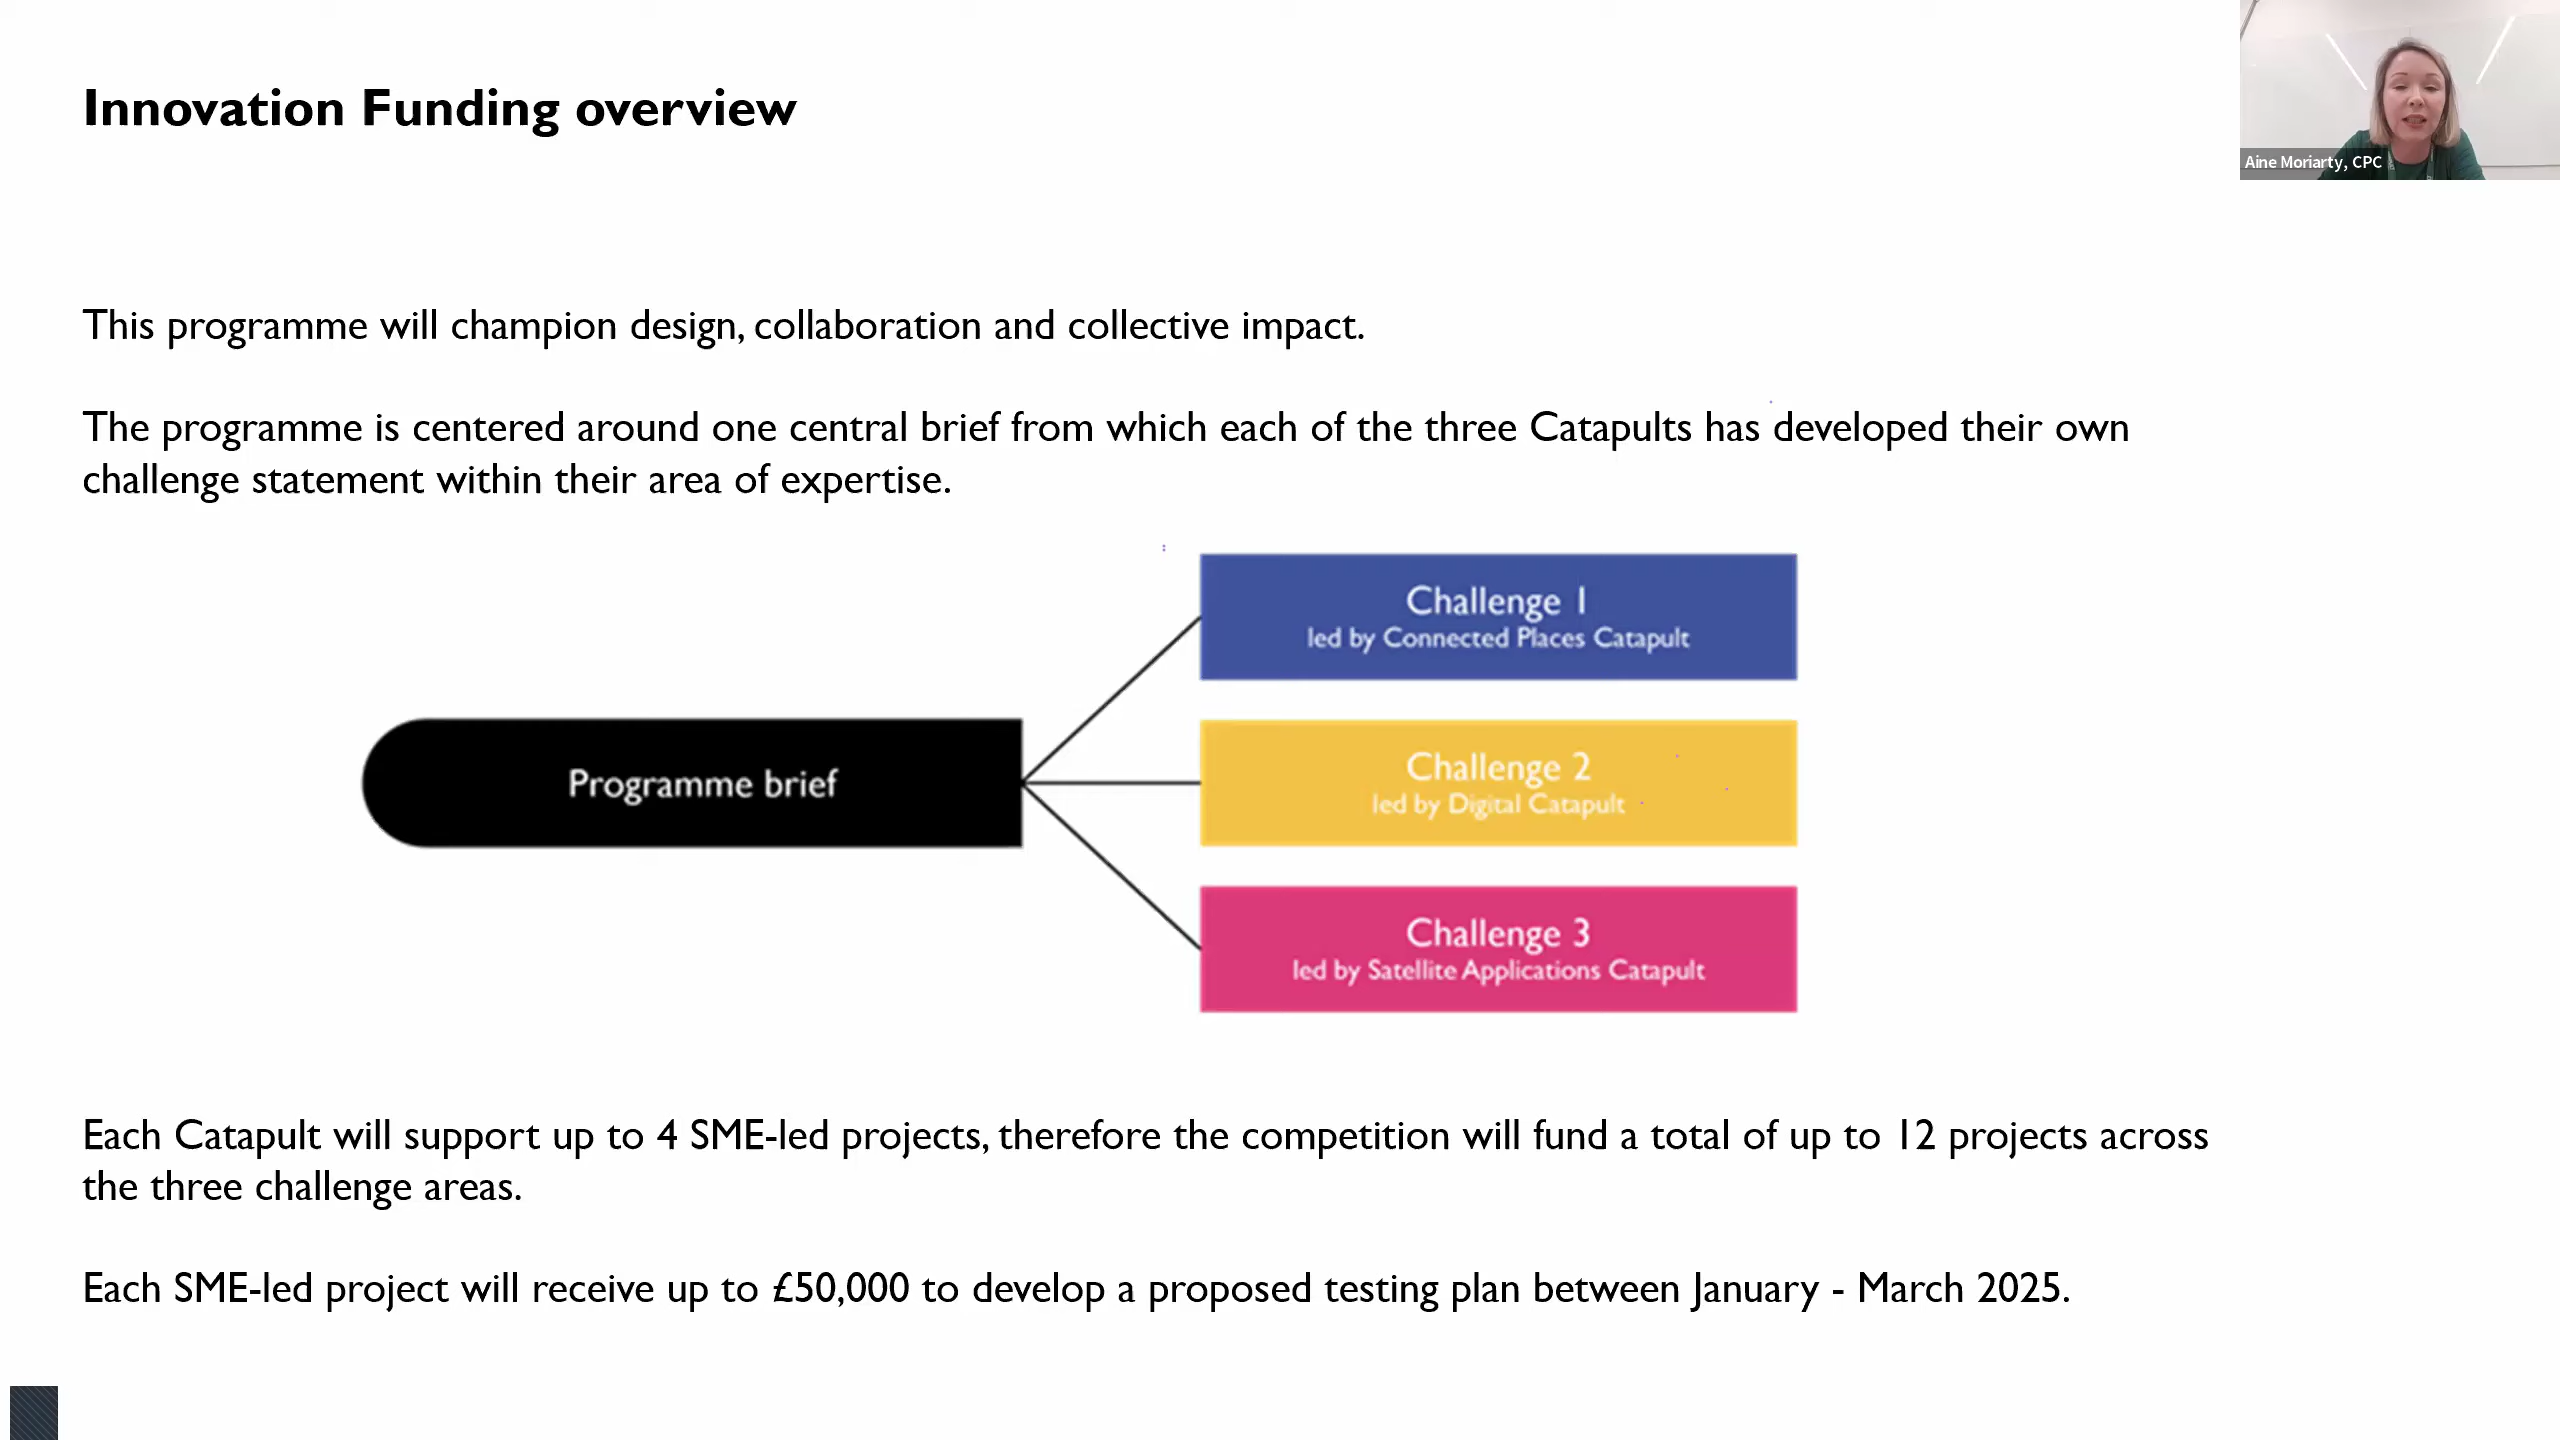 Innovation Funding overview
Aine Moriarty, CPC
This programme will champion design, collaboration and collective impact.
The programme is centered around one central brief from which each of the three Catapults has developed their own
challenge statement within their area of expertise.
Programme brief
Challenge 1
led by Connected Places Catapult
Challenge 2
led by Digital Catapult
Challenge 3
led by Satellite Applications Catapult
Each Catapult will support up to 4 SME-led projects, therefore the competition will fund a total of up to 12 projects across
the three challenge areas.
Each SME-led project will receive up to £50,000 to develop a proposed testing plan between January - March 2025.